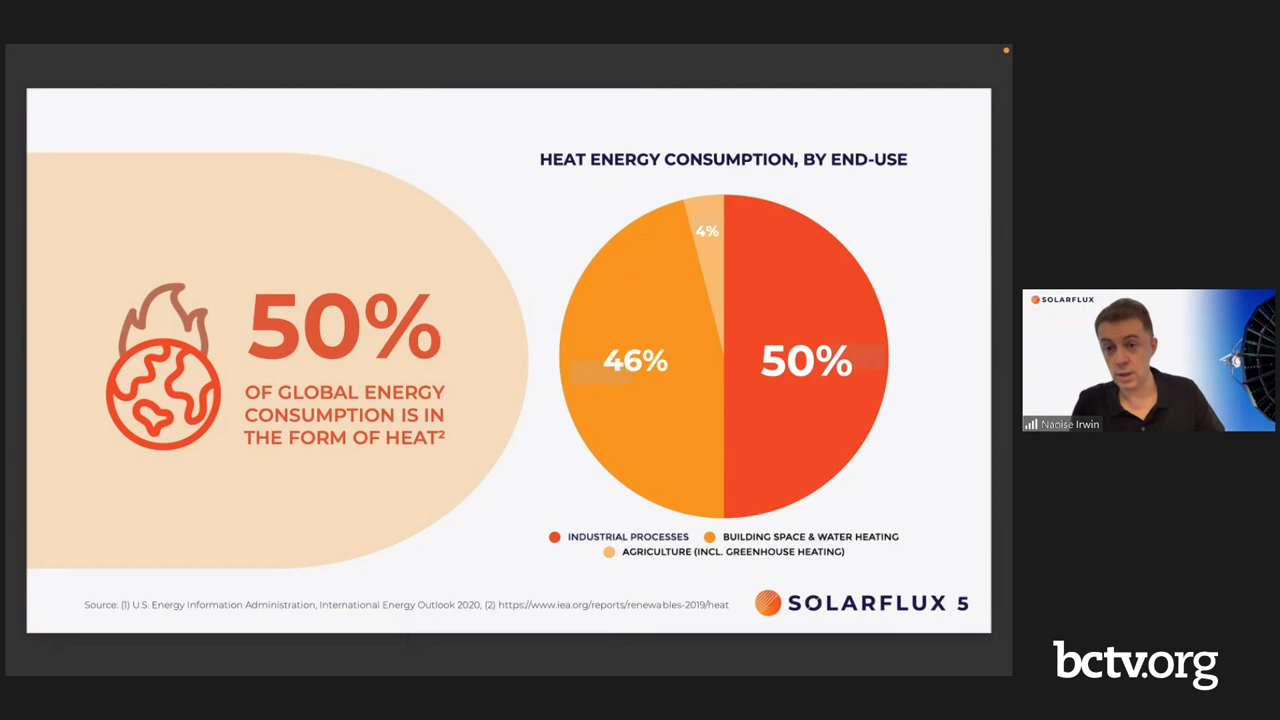 HEAT ENERGY CONSUMPTION, BY END-USE
4%
46%
50%
50%
OF GLOBAL ENERGY
CONSUMPTION IS IN
THE FORM OF HEAT²
INDUSTRIAL PROCESSES
BUILDING SPACE & WATER HEATING
AGRICULTURE (INCL. GREENHOUSE HEATING)
Source: (1) U.S. Energy Information Administration, International Energy Outlook 2020, (2) https://www.iea.org/reports/renewables-2019/heat
SOLARFLUX 5
SOLARFLUX
Naoise Irwin
bctv.org